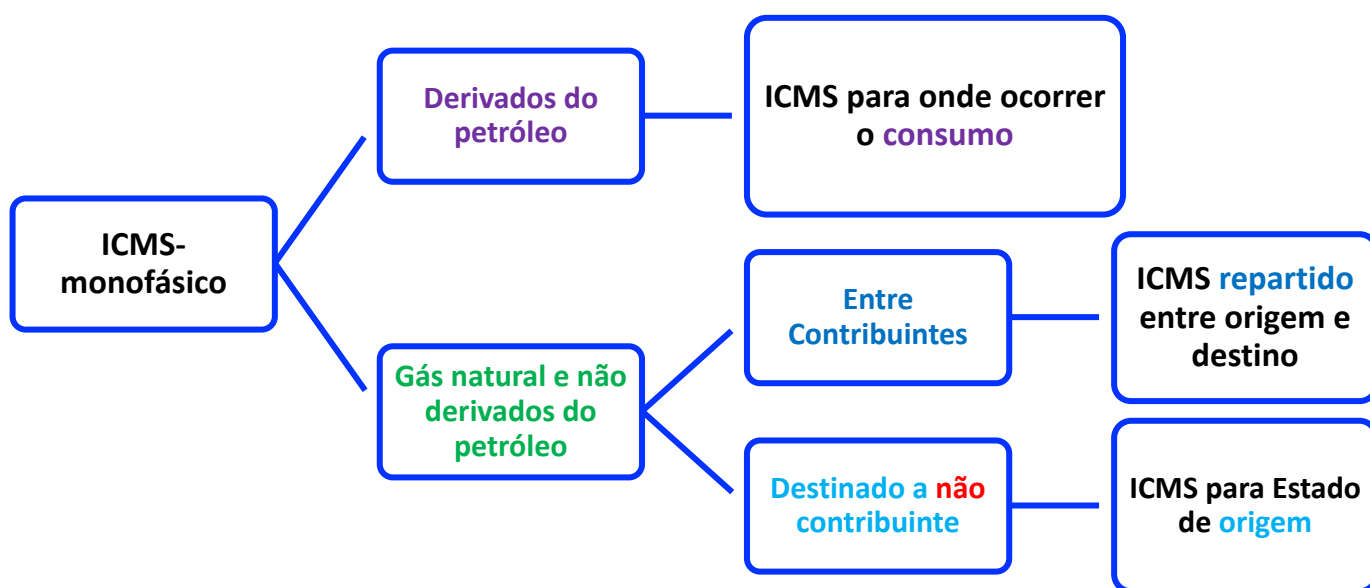 ICMS-
monofásico
Derivados do
petróleo
ICMS para onde ocorrer
o consumo
Gás natural e não
derivados do
petróleo
Entre
Contribuintes
ICMS repartido
entre origem e
destino
Destinado a não
contribuinte
ICMS para Estado
de origem